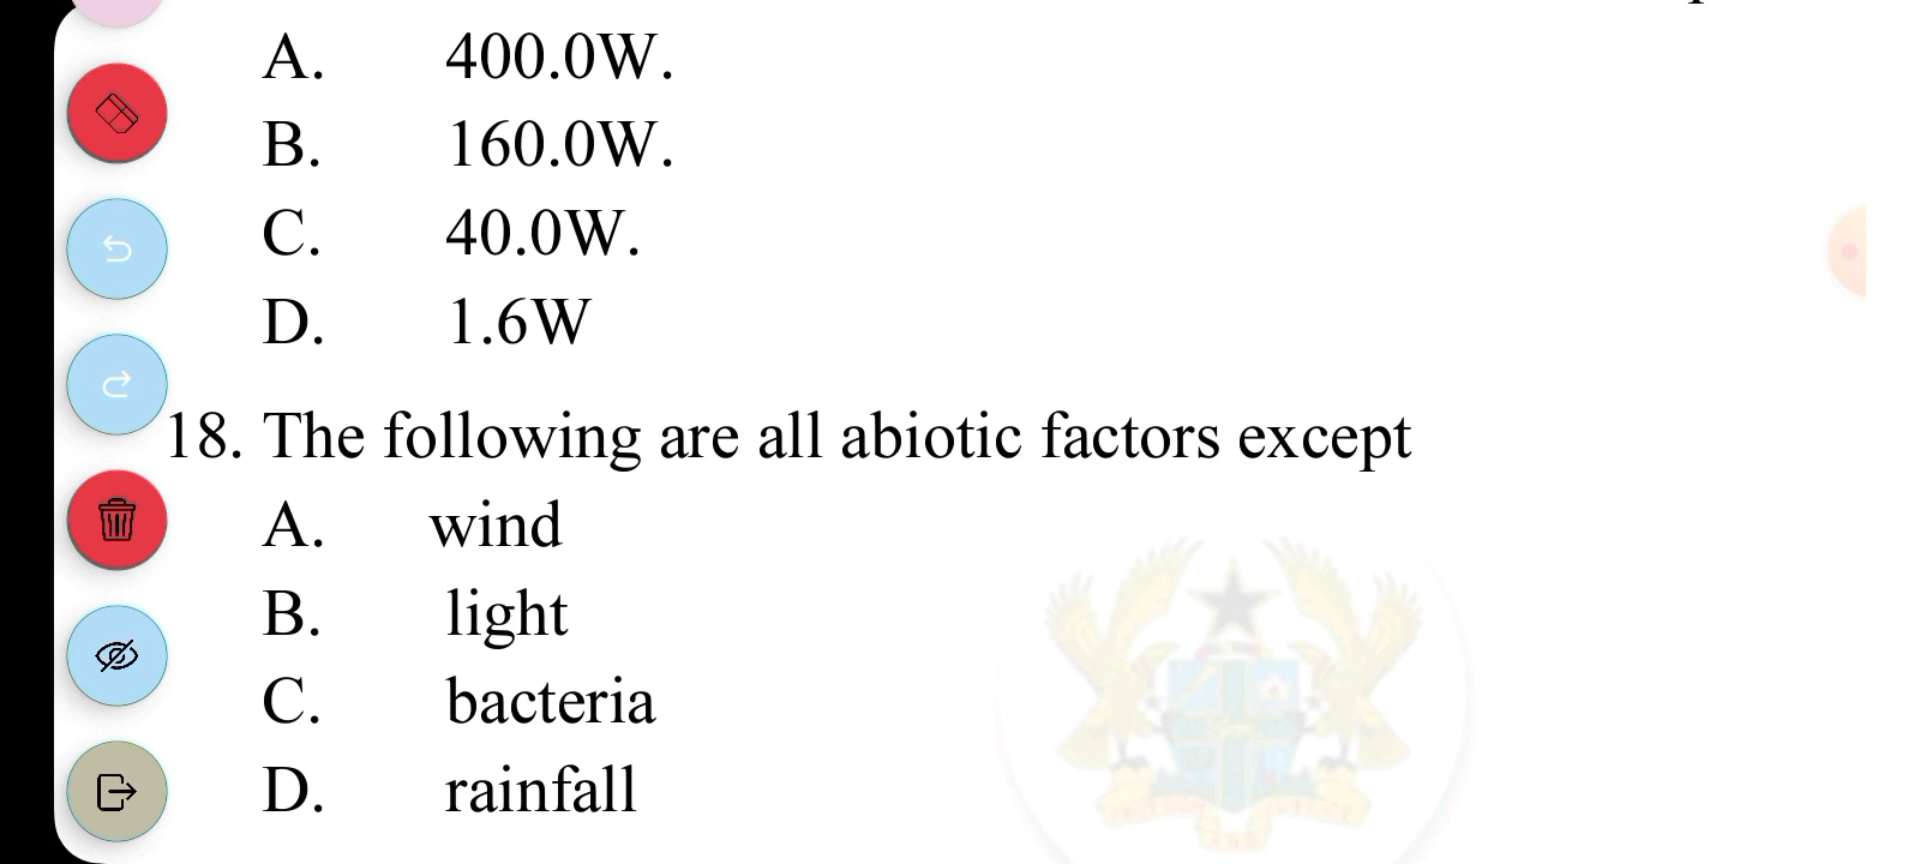 A. 400.0W.
B. 160.0W.
C. 40.0W.
D. 1.6W
18. The following are all abiotic factors except
A. wind
B. light
C. bacteria
D. rainfall
AND